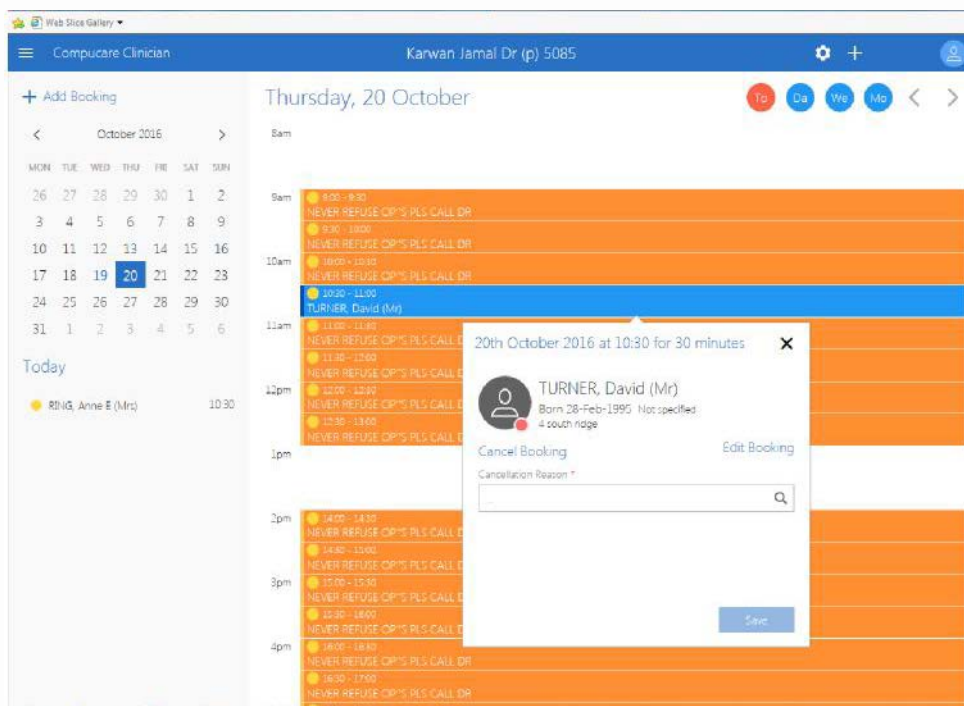 Web Slice Gallery
Compucare Clinician
Karwan Jamal Dr (p) 5085
+ Add Booking
October 2016
MON TUE WED THU FRI SAT SUN
26 27 28 29 30 1 2
3 4 5 6 7 8 9
10 11 12 13 14 15 16
17 18 19 20 21 22 23
24 25 26 27 28 29 30
31 1 2 3 4 5 6
Today
RING, Anne E (Mrs) 10:30
Thursday, 20 October
To Da We Mo
8am
9am
9:00 - 9:30
NEVER REFUSE OP"S PLS CALL DR
9:30 - 10:00
NEVER REFUSE OP"S PLS CALL DR
10am
10:00 - 10:30
NEVER REFUSE OP"S PLS CALL DR
10:30 - 11:00
TURNER, David (Mr)
11am
11:00 - 11:30
NEVER REFUSE OP"S PLS CALL
11:30 - 12:00
NEVER REFUSE OP"S PLS CALL
12pm
12:00 - 12:30
NEVER REFUSE OP"S PLS CALL
12:30 - 13:00
NEVER REFUSE OP"S PLS CALL
1pm
2pm
14:00 - 14:30
NEVER REFUSE OP"S PLS CALL
14:30 - 15:00
NEVER REFUSE OP"S PLS CALL
3pm
15:00 - 15:30
NEVER REFUSE OP"S PLS CALL
15:30 - 16:00
NEVER REFUSE OP"S PLS CALL
4pm
16:00 - 16:30
NEVER REFUSE OP"S PLS CALL DR
16:30 - 17:00
NEVER REFUSE OP"S PLS CALL DR
20th October 2016 at 10:30 for 30 minutes
TURNER, David (Mr)
Born 28-Feb-1995 Not specified
4 south ridge
Cancel Booking
Edit Booking
Cancellation Reason *
...
Save